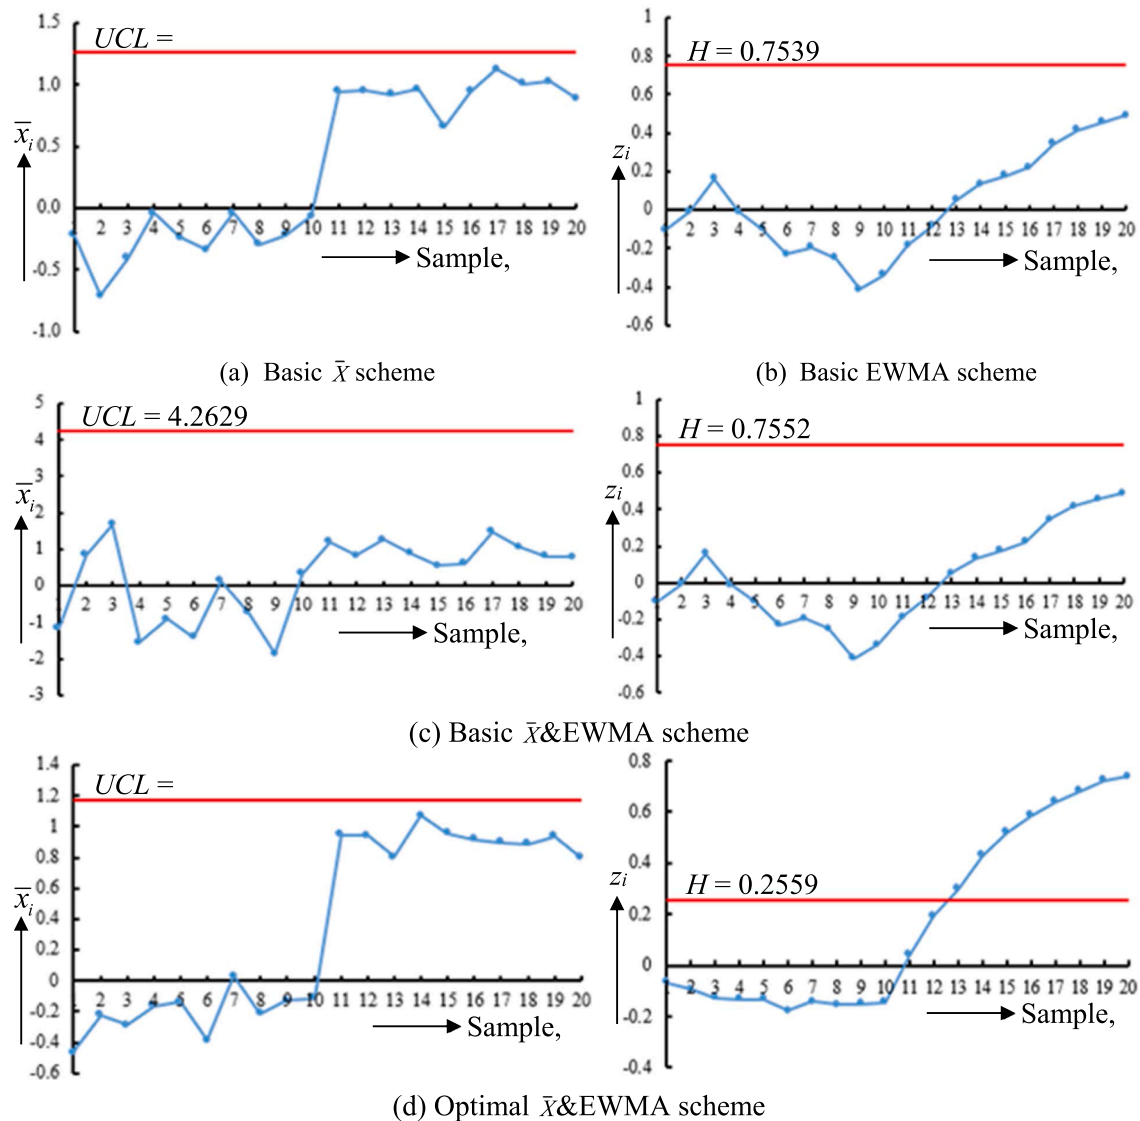 1.5
1.0
0.5
0.0
-0.5
-1.0
UCL =
x̄i
2 3 4 5 6 7 8 9 10 11 12 13 14 15 16 17 18 19 20
Sample,
1
0.8
0.6
0.4
0.2
0
-0.2
-0.4
-0.6
H = 0.7539
zi
2 3 4 5 6 7 8 9 10 11 12 13 14 15 16 17 18 19 20
Sample,
(a) Basic X̄ scheme
(b) Basic EWMA scheme
5
4
3
2
1
0
-1
-2
-3
UCL = 4.2629
x̄i
2 3 4 5 6 7 8 9 10 11 12 13 14 15 16 17 18 19 20
Sample,
1
0.8
0.6
0.4
0.2
0
-0.2
-0.4
-0.6
H = 0.7552
zi
2 3 4 5 6 7 8 9 10 11 12 13 14 15 16 17 18 19 20
Sample,
(c) Basic X̄&EWMA scheme
1.4
1.2
1
0.8
0.6
0.4
0.2
0
-0.2
-0.4
-0.6
UCL =
x̄i
2 3 4 5 6 7 8 9 10 11 12 13 14 15 16 17 18 19 20
Sample,
0.8
0.6
0.4
0.2
0
-0.2
-0.4
H = 0.2559
zi
2 3 4 5 6 7 8 9 10 11 12 13 14 15 16 17 18 19 20
Sample,
(d) Optimal X̄&EWMA scheme